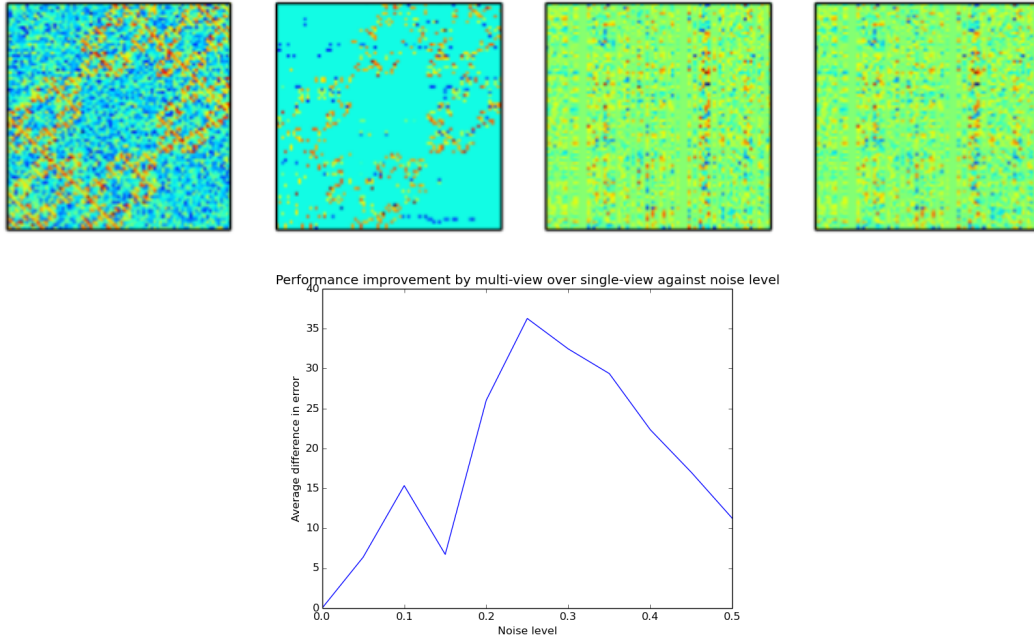 Performance improvement by multi-view over single-view against noise level
40
35
30
25
20
15
10
5
0
Average difference in error
0.0 0.1 0.2 0.3 0.4 0.5
Noise level